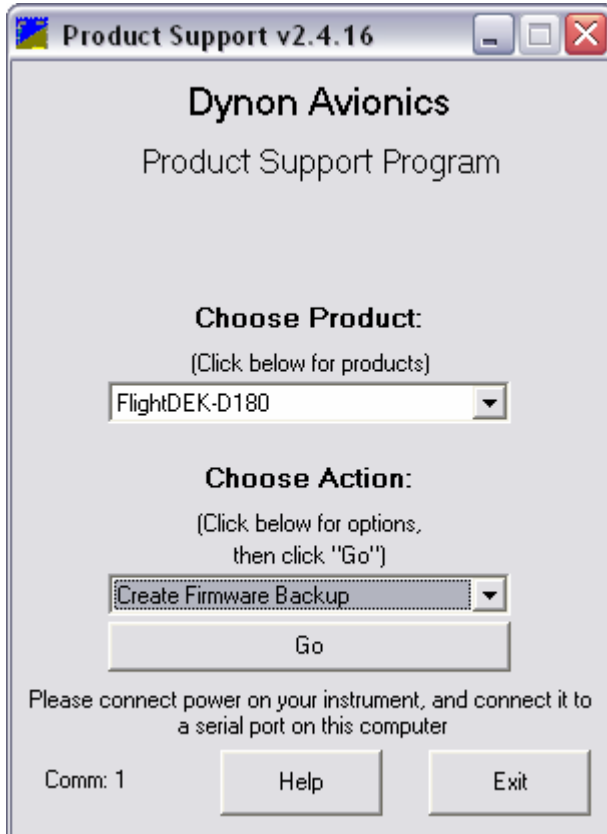 Product Support v2.4.16
Dynon Avionics
Product Support Program
Choose Product:
(Click below for products)
FlightDEK-D180
Choose Action:
(Click below for options,
then click "Go")
Create Firmware Backup
Go
Please connect power on your instrument, and connect it to
a serial port on this computer
Comm: 1
Help
Exit